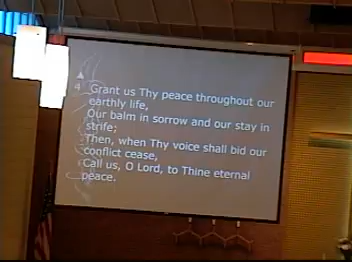 4 Grant us Thy peace throughout our
earthly life,
Our balm in sorrow and our stay in
strife;
Then, when Thy voice shall bid our
conflict cease,
Call us, O Lord, to Thine eternal
peace.